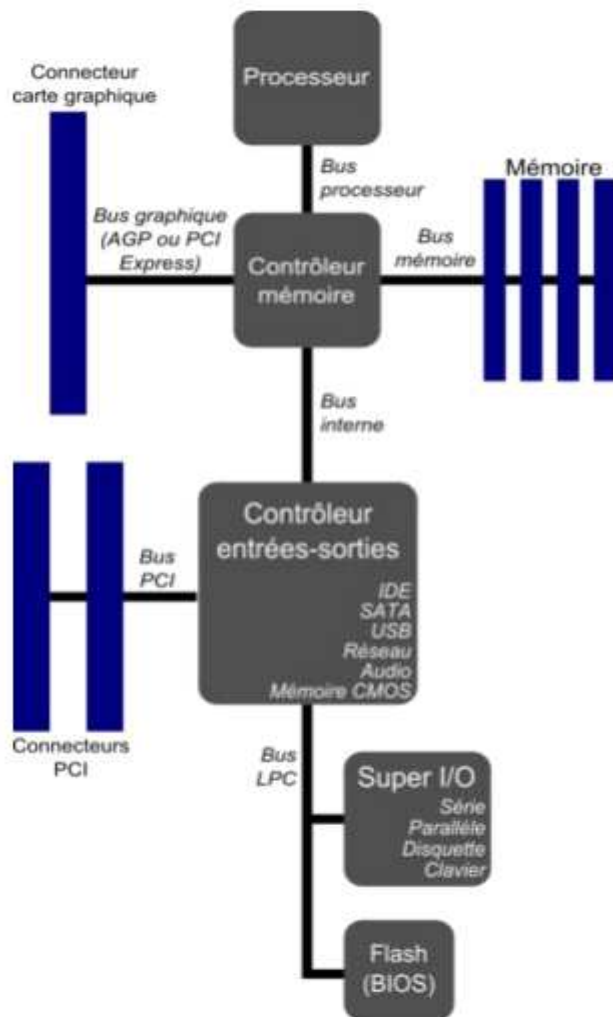 Processeur
Connecteur
carte graphique
Bus
processeur
Mémoire
Bus graphique
(AGP ou PCI
Express)
Contrôleur
mémoire
Bus
mémoire
Bus
interne
Contrôleur
entrées-sorties
IDE
SATA
USB
Réseau
Audio
Mémoire CMOS
Bus
PCI
Connecteurs
PCI
Bus
LPC
Super I/O
Série
Parallèle
Disquette
Clavier
Flash
(BIOS)